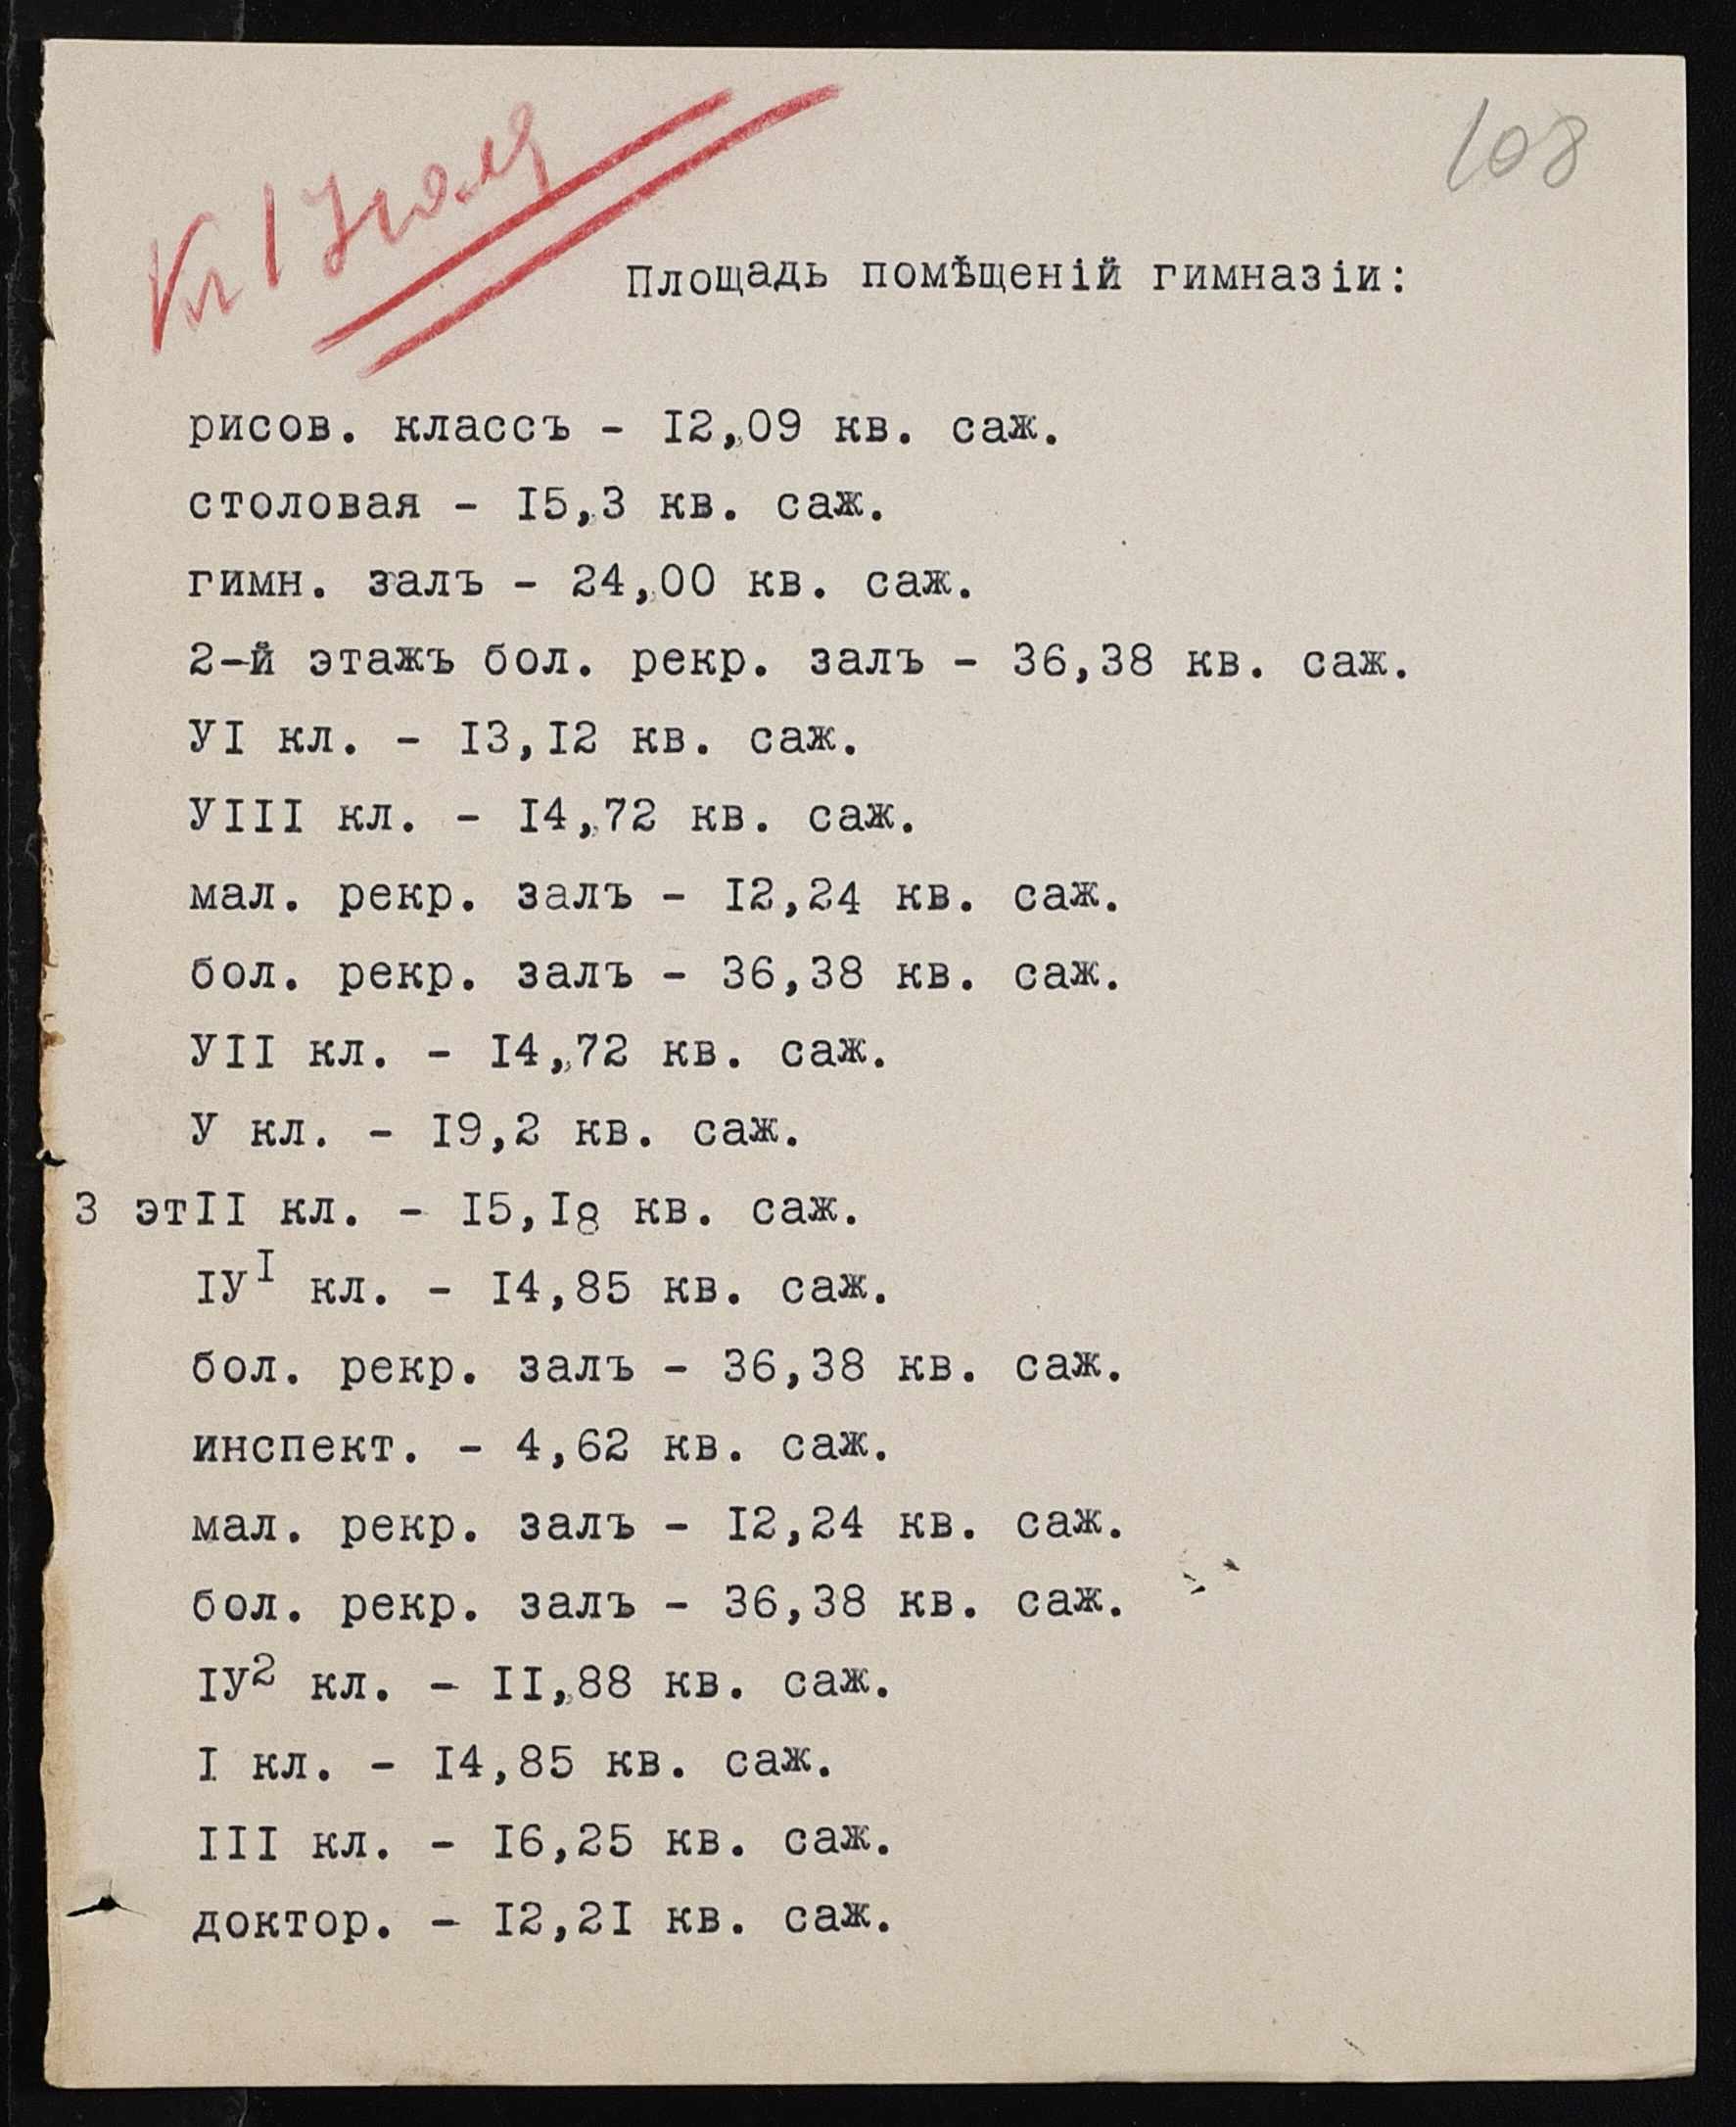 Къ 1 Июля
108
Площадь помѣщеній гимназіи:
рисов. классъ - I2,09 кв. саж.
столовая - I5,3 кв. саж.
гимн. залъ - 24,00 кв. саж.
2-й этажъ бол. рекр. залъ - 36,38 кв. саж.
УI кл. - I3,I2 кв. саж.
УIII кл. - I4,72 кв. саж.
мал. рекр. залъ - I2,24 кв. саж.
бол. рекр. залъ - 36,38 кв. саж.
УII кл. - I4,72 кв. саж.
У кл. - I9,2 кв. саж.
3 этII кл. - I5,I8 кв. саж.
IУ^I кл. - I4,85 кв. саж.
бол. рекр. залъ - 36,38 кв. саж.
инспект. - 4,62 кв. саж.
мал. рекр. залъ - I2,24 кв. саж.
бол. рекр. залъ - 36,38 кв. саж.
IУ² кл. - II,88 кв. саж.
I кл. - I4,85 кв. саж.
III кл. - I6,25 кв. саж.
доктор. - I2,2I кв. саж.